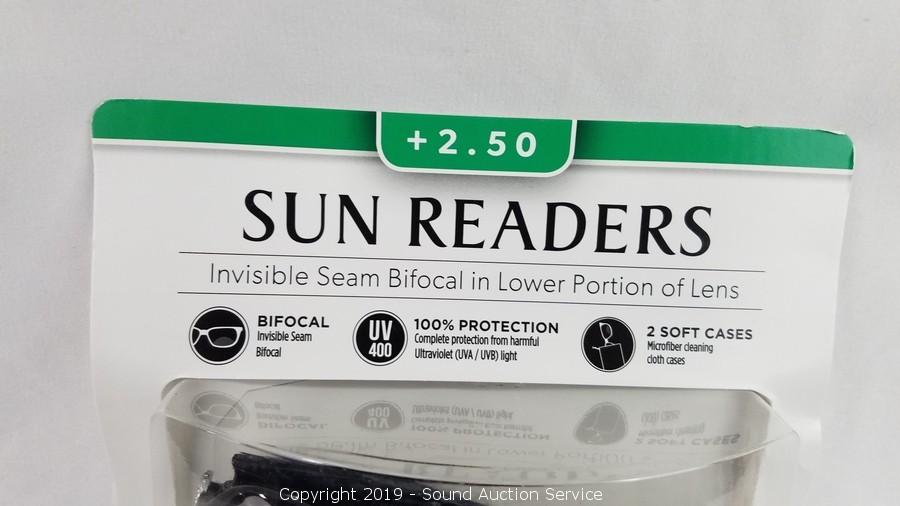 +2.50
SUN READERS
Invisible Seam Bifocal in Lower Portion of Lens
BIFOCAL
Invisible Seam
Bifocal
UV
400
100% PROTECTION
Complete protection from harmful
Ultraviolet (UVA / UVB) light
2 SOFT CASES
Microfiber cleaning
cloth cases
Copyright 2019 - Sound Auction Service